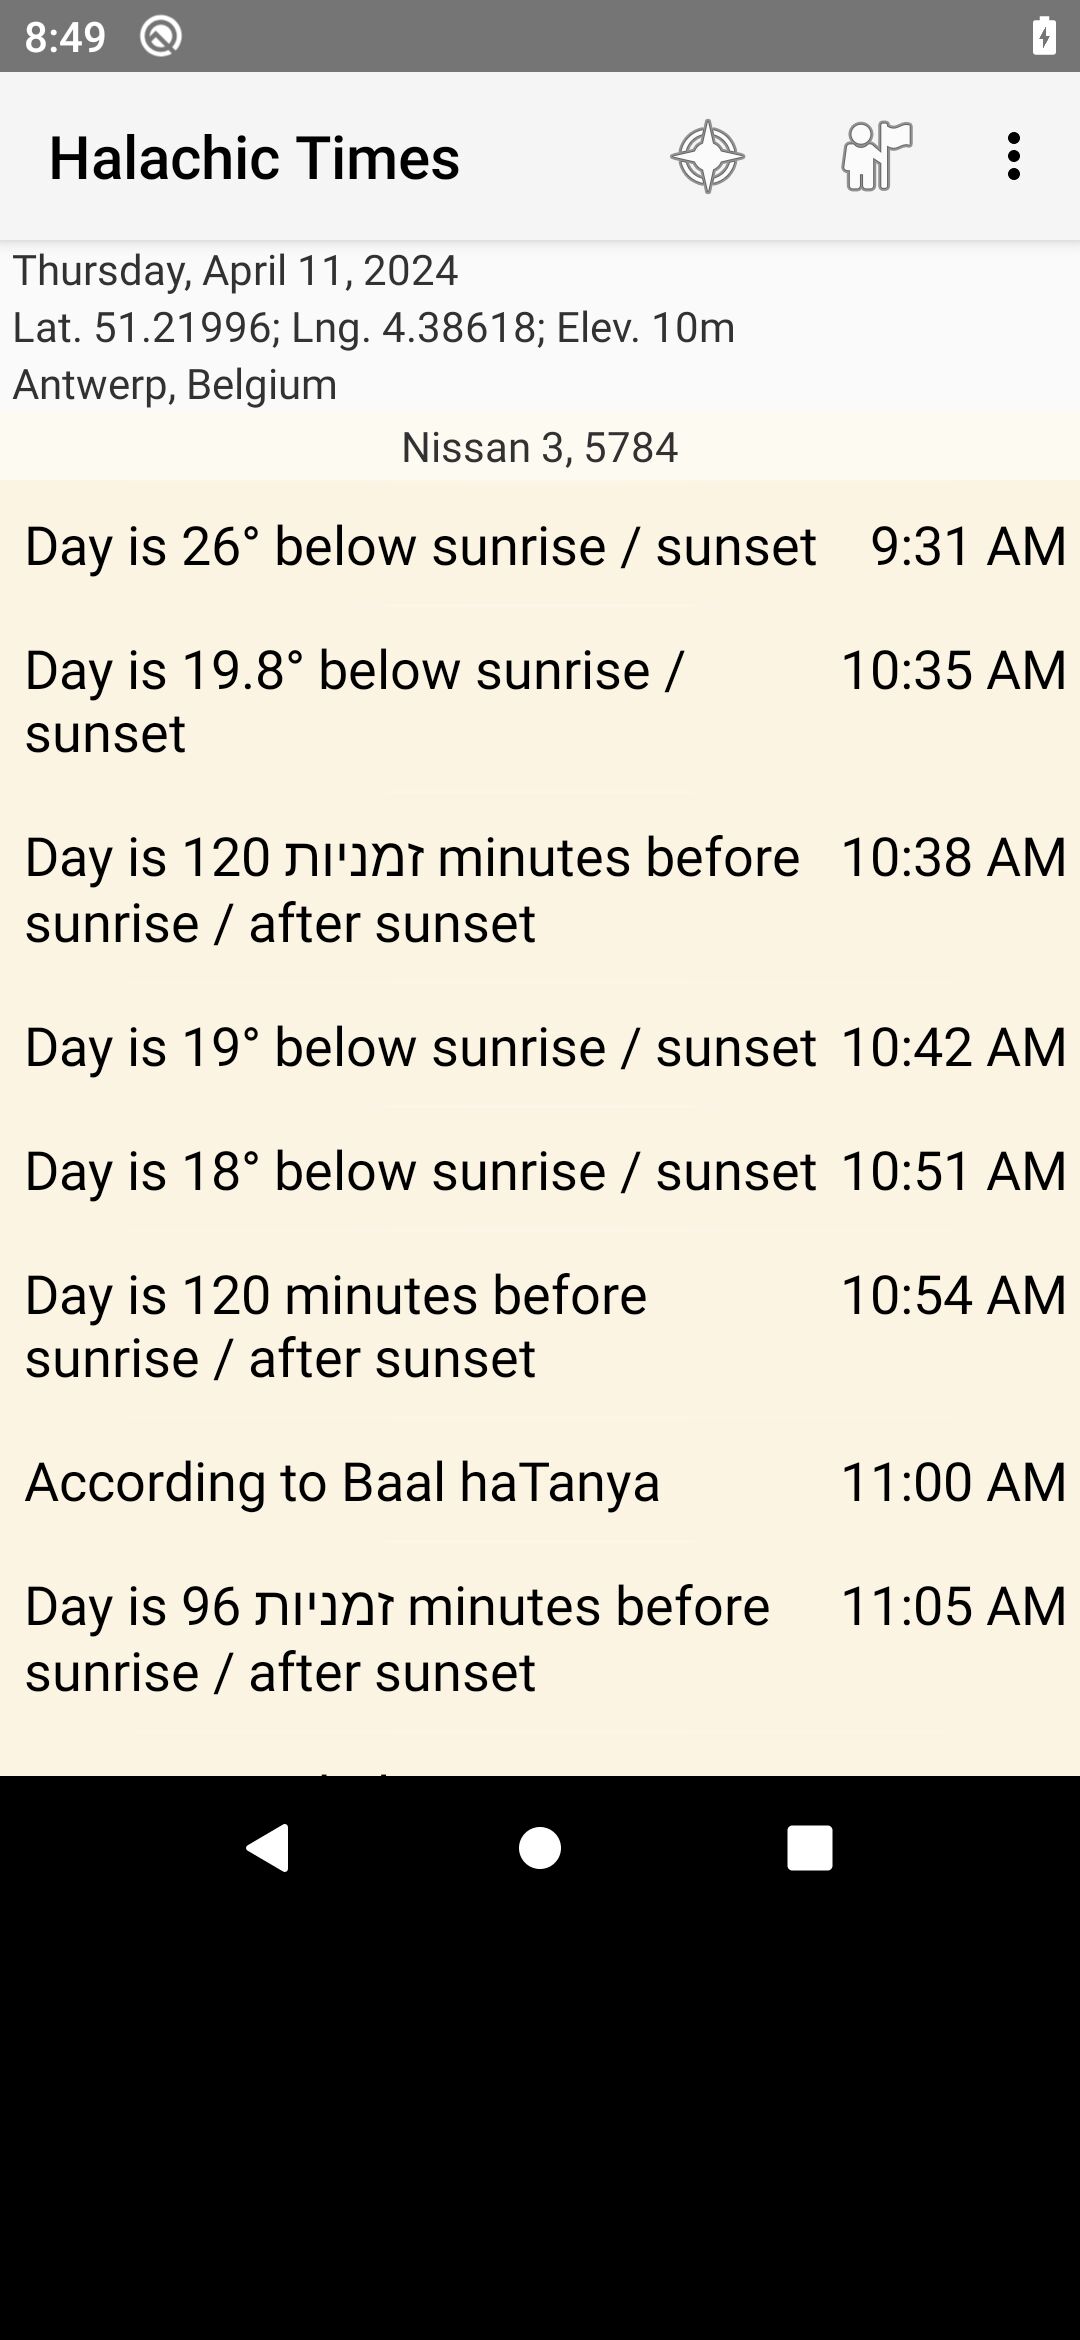 8:49
Halachic Times
Thursday, April 11, 2024
Lat. 51.21996; Lng. 4.38618; Elev. 10m
Antwerp, Belgium
Nissan 3, 5784
Day is 26° below sunrise / sunset 9:31 AM
Day is 19.8° below sunrise / 10:35 AM
sunset
Day is 120 זמניות minutes before 10:38 AM
sunrise / after sunset
Day is 19° below sunrise / sunset 10:42 AM
Day is 18° below sunrise / sunset 10:51 AM
Day is 120 minutes before 10:54 AM
sunrise / after sunset
According to Baal haTanya 11:00 AM
Day is 96 זמניות minutes before 11:05 AM
sunrise / after sunset